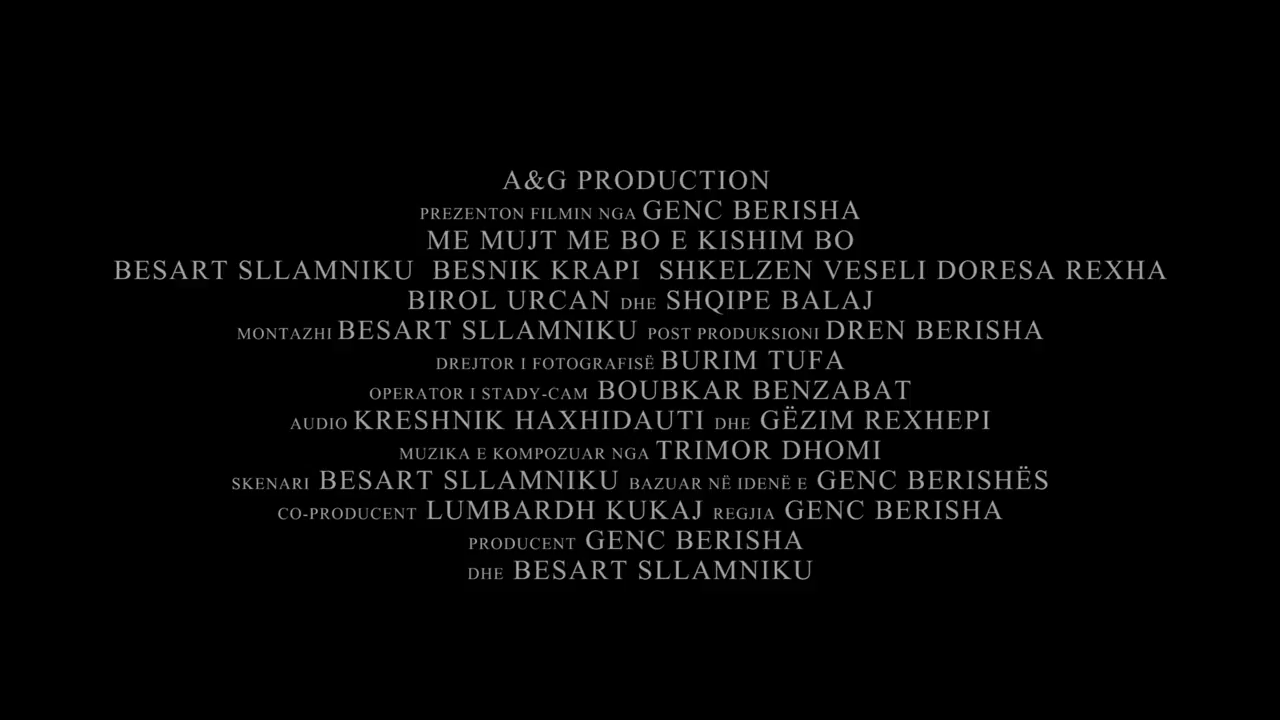 A&G PRODUCTION
PREZENTON FILMIN NGA GENC BERISHA
ME MUJT ME BO E KISHIM BO
BESART SLLAMNIKU BESNIK KRAPI SHKELZEN VESELI DORESA REXHA
BIROL URCAN DHE SHQIPE BALAJ
MONTAZHI BESART SLLAMNIKU POST PRODUKSIONI DREN BERISHA
DREJTOR I FOTOGRAFISË BURIM TUFA
OPERATOR I STADY-CAM BOUBKAR BENZABAT
AUDIO KRESHNIK HAXHIDAUTI DHE GËZIM REXHEPI
MUZIKA E KOMPOZUAR NGA TRIMOR DHOMI
SKENARI BESART SLLAMNIKU BAZUAR NË IDENË E GENC BERISHËS
CO-PRODUCENT LUMBARDH KUKAJ REGJIA GENC BERISHA
PRODUCENT GENC BERISHA
DHE BESART SLLAMNIKU